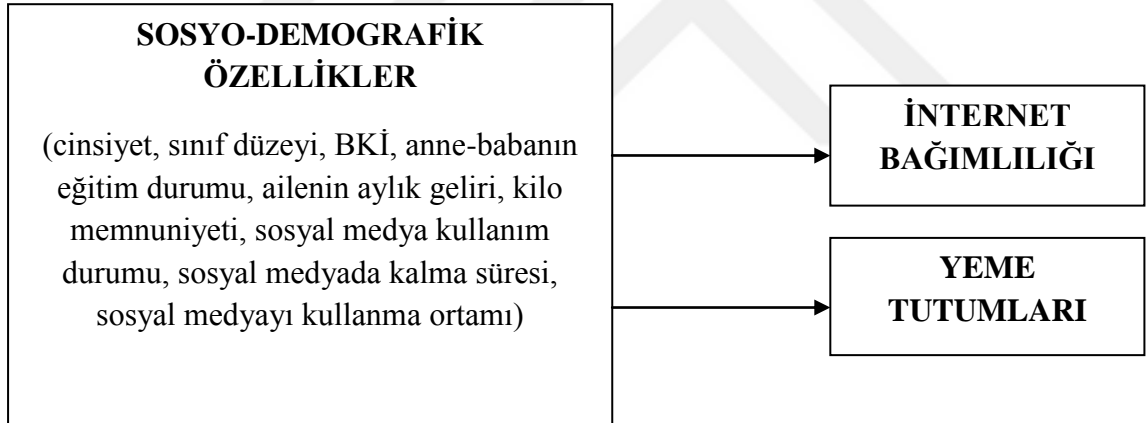 SOSYO-DEMOGRAFİK
ÖZELLİKLER
(cinsiyet, sınıf düzeyi, BKİ, anne-babanın
eğitim durumu, ailenin aylık geliri, kilo
memnuniyeti, sosyal medya kullanım
durumu, sosyal medyada kalma süresi,
sosyal medyayı kullanma ortamı)
İNTERNET
BAĞIMLILIĞI
YEME
TUTUMLARI